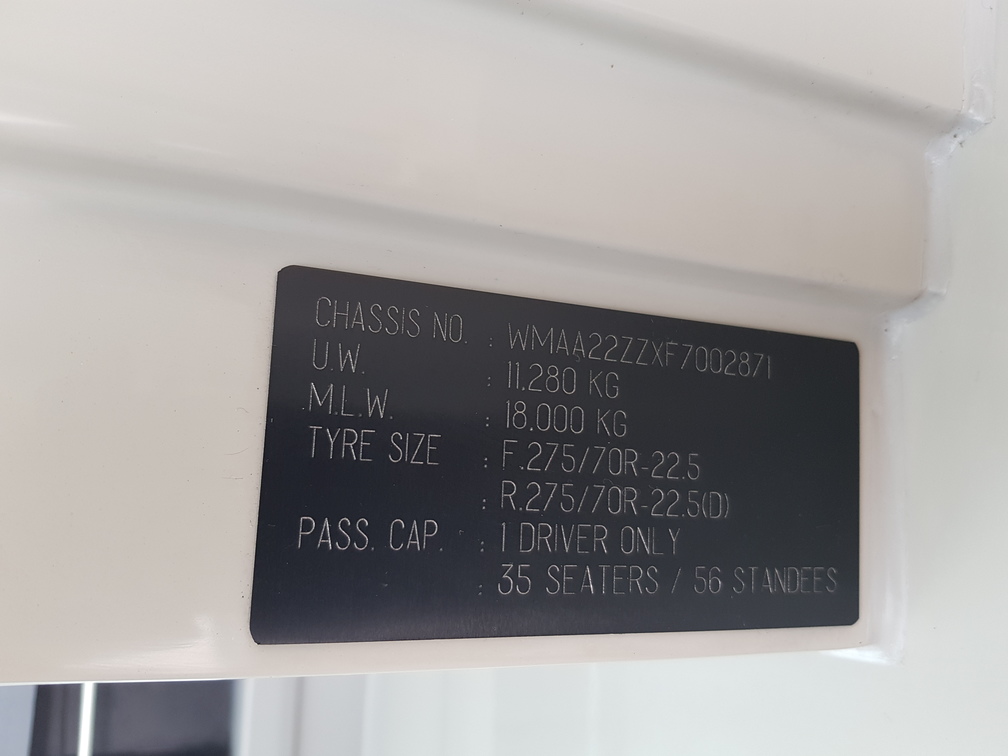 CHASSIS NO. : WMAA22ZZXF7002871
U.W. : 11.280 KG
M.L.W. : 18.000 KG
TYRE SIZE : F.275/70R-22.5
: R.275/70R-22.5(D)
PASS. CAP. : 1 DRIVER ONLY
: 35 SEATERS / 56 STANDEES